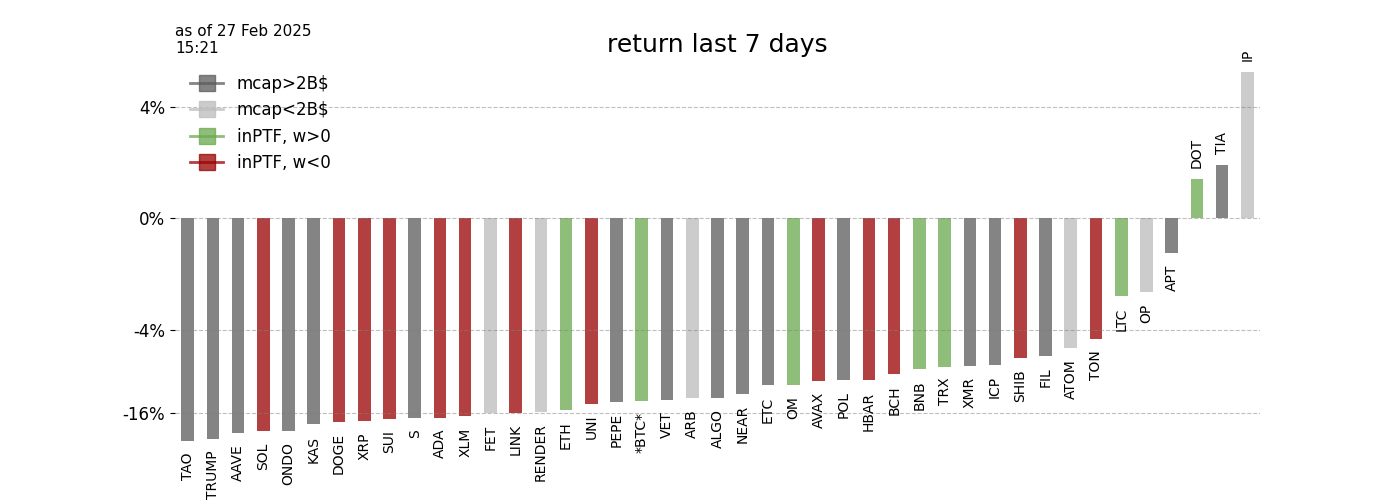 as of 27 Feb 2025
15:21
return last 7 days
mcap>2B$
mcap<2B$
inPTF, w>0
inPTF, w<0
4%
0%
-4%
-16%
TAO
TRUMP
AAVE
SOL
ONDO
KAS
DOGE
XRP
SUI
S
ADA
XLM
FET
LINK
RENDER
ETH
UNI
PEPE
*BTC*
VET
ARB
ALGO
NEAR
ETC
OM
AVAX
POL
HBAR
BCH
BNB
TRX
XMR
ICP
SHIB
FIL
ATOM
TON
LTC
OP
APT
DOT
TIA
IP